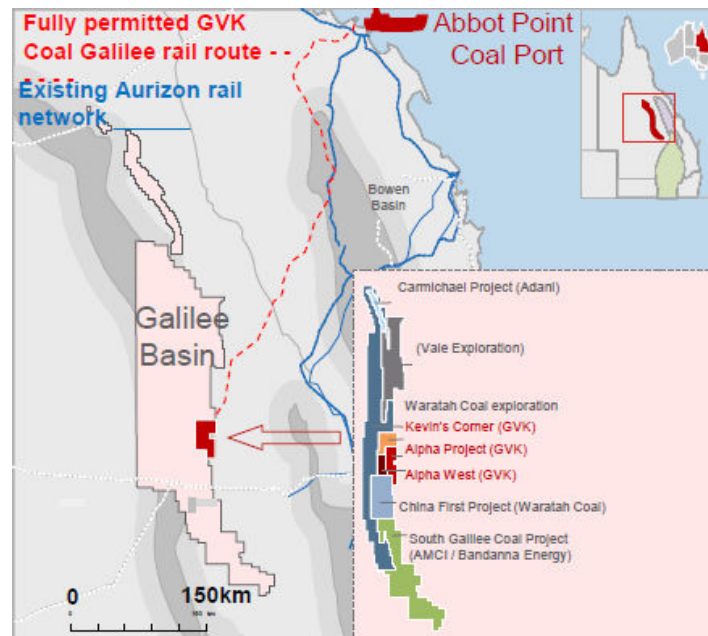 Fully permitted GVK
Coal Galilee rail route - -
- - - -
Existing Aurizon rail
network
Abbot Point
Coal Port
Bowen
Basin
Galilee
Basin
Carmichael Project (Adani)
(Vale Exploration)
Waratah Coal exploration
Kevin's Corner (GVK)
Alpha Project (GVK)
Alpha West (GVK)
China First Project (Waratah Coal)
South Galilee Coal Project
(AMCI / Bandanna Energy)
0
150km